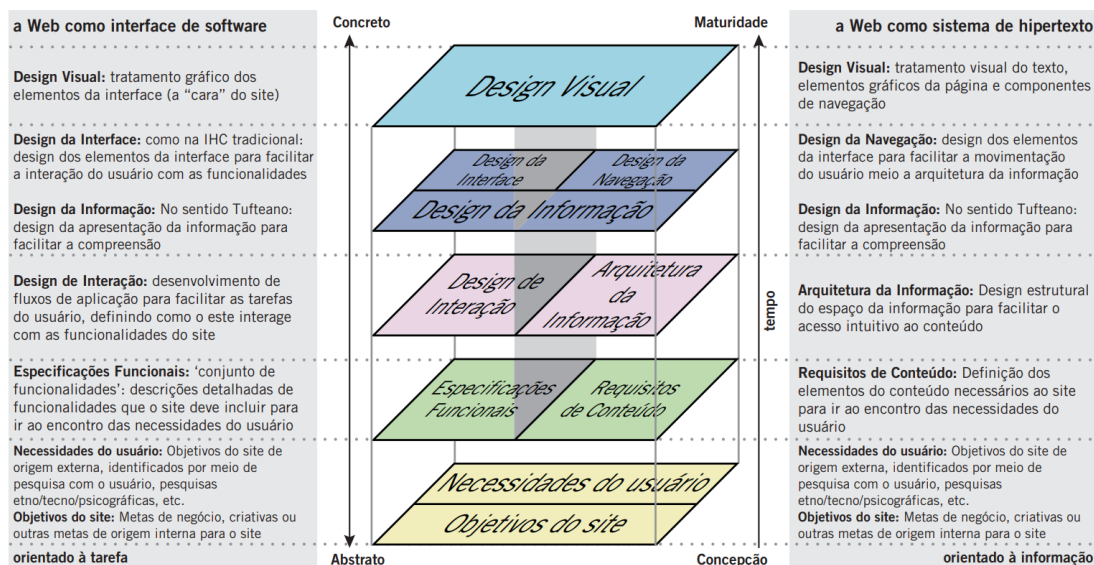 a Web como interface de software
Design Visual: tratamento gráfico dos
elementos da interface (a “cara” do site)
Design da Interface: como na IHC tradicional:
design dos elementos da interface para facilitar
a interação do usuário com as funcionalidades
Design da Informação: No sentido Tufteano:
design da apresentação da informação para
facilitar a compreensão
Design de Interação: desenvolvimento de
fluxos de aplicação para facilitar as tarefas
do usuário, definindo como o este interage
com as funcionalidades do site
Especificações Funcionais: ‘conjunto de
funcionalidades’: descrições detalhadas de
funcionalidades que o site deve incluir para
ir ao encontro das necessidades do usuário
Necessidades do usuário: Objetivos do site de
origem externa, identificados por meio de
pesquisa com o usuário, pesquisas
etno/tecno/psicográficas, etc.
Objetivos do site: Metas de negócio, criativas ou
outras metas de origem interna para o site
orientado à tarefa
Concreto
Maturidade
Design Visual
Design da
Interface
Design da
Navegação
Design da Informação
Design de
Interação
Arquitetura
da
Informação
Especificações
Funcionais
Requisitos
de Conteúdo
Necessidades do usuário
Objetivos do site
tempo
Abstrato
Concepção
a Web como sistema de hipertexto
Design Visual: tratamento visual do texto,
elementos gráficos da página e componentes
de navegação
Design da Navegação: design dos elementos
da interface para facilitar a movimentação
do usuário meio a arquitetura da informação
Design da Informação: No sentido Tufteano:
design da apresentação da informação para
facilitar a compreensão
Arquitetura da Informação: Design estrutural
do espaço da informação para facilitar o
acesso intuitivo ao conteúdo
Requisitos de Conteúdo: Definição dos
elementos do conteúdo necessários ao site
para ir ao encontro das necessidades do
usuário
Necessidades do usuário: Objetivos do site de
origem externa, identificados por meio de
pesquisa com o usuário, pesquisas
etno/tecno/psicográficas, etc.
Objetivos do site: Metas de negócio, criativas ou
outras metas de origem interna para o site
orientado à informação